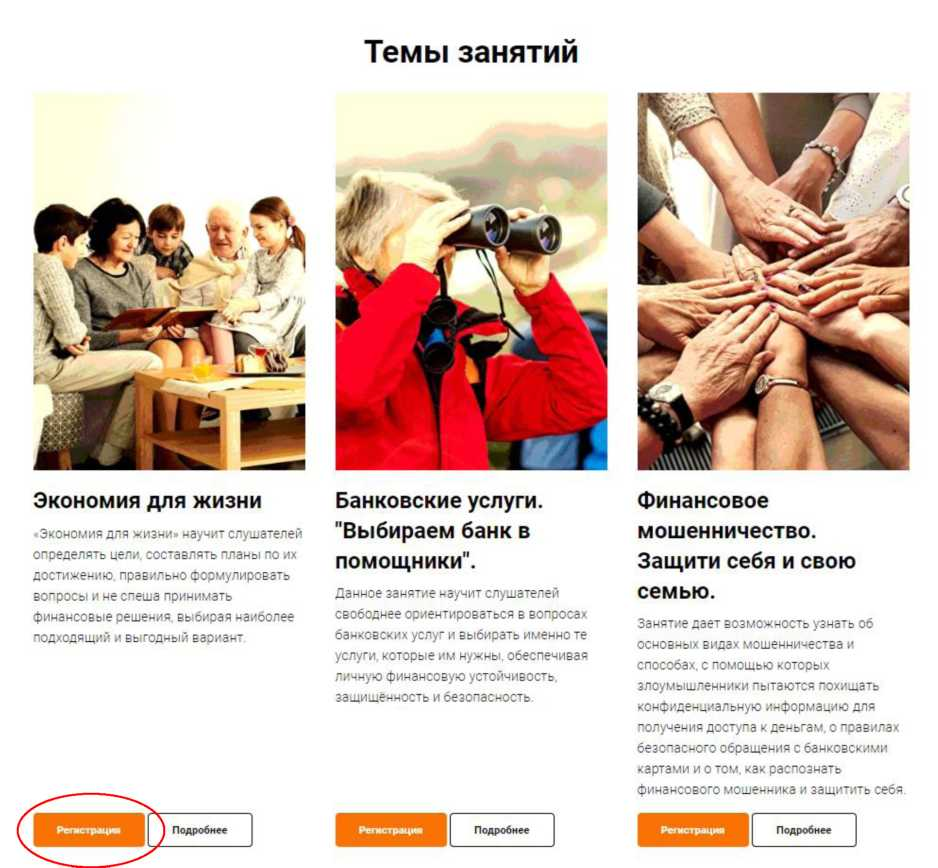 Темы занятий
Экономия для жизни
«Экономия для жизни» научит слушателей
определять цели, составлять планы по их
достижению, правильно формулировать
вопросы и не спеша принимать
финансовые решения, выбирая наиболее
подходящий и выгодный вариант.
Регистрация
Подробнее
Банковские услуги.
"Выбираем банк в
помощники".
Данное занятие научит слушателей
свободнее ориентироваться в вопросах
банковских услуг и выбирать именно те
услуги, которые им нужны, обеспечивая
личную финансовую устойчивость,
защищённость и безопасность.
Регистрация
Подробнее
Финансовое
мошенничество.
Защити себя и свою
семью.
Занятие дает возможность узнать об
основных видах мошенничества и
способах, с помощью которых
злоумышленники пытаются похищать
конфиденциальную информацию для
получения доступа к деньгам, о правилах
безопасного обращения с банковскими
картами и о том, как распознать
финансового мошенника и защитить себя.
Регистрация
Подробнее